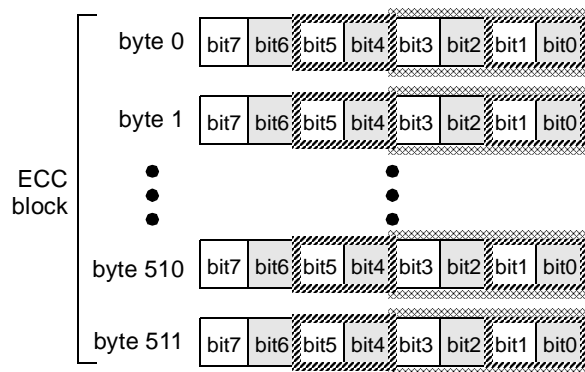 byte 0 bit7 bit6 bit5 bit4 bit3 bit2 bit1 bit0
byte 1 bit7 bit6 bit5 bit4 bit3 bit2 bit1 bit0
ECC
block
byte 510 bit7 bit6 bit5 bit4 bit3 bit2 bit1 bit0
byte 511 bit7 bit6 bit5 bit4 bit3 bit2 bit1 bit0